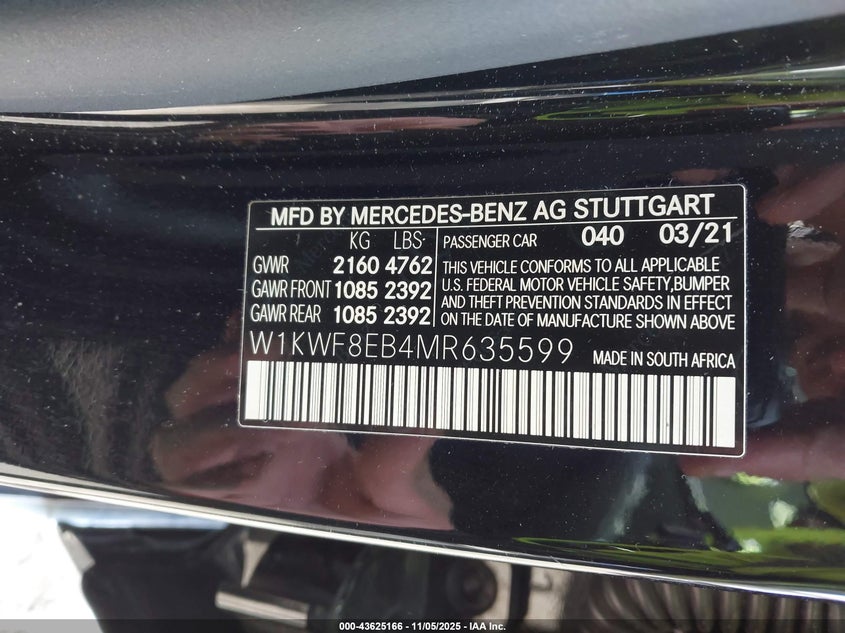 MFD BY MERCEDES-BENZ AG STUTTGART
KG LBS
GVWR 2160 4762
GAWR FRONT 1085 2392
GAWR REAR 1085 2392
PASSENGER CAR 040 03/21
THIS VEHICLE CONFORMS TO ALL APPLICABLE
U.S. FEDERAL MOTOR VEHICLE SAFETY,BUMPER
AND THEFT PREVENTION STANDARDS IN EFFECT
ON THE DATE OF MANUFACTURE SHOWN ABOVE
W1KWF8EB4MR635599 MADE IN SOUTH AFRICA
000-43625166 - 11/05/2025 - IAA Inc.